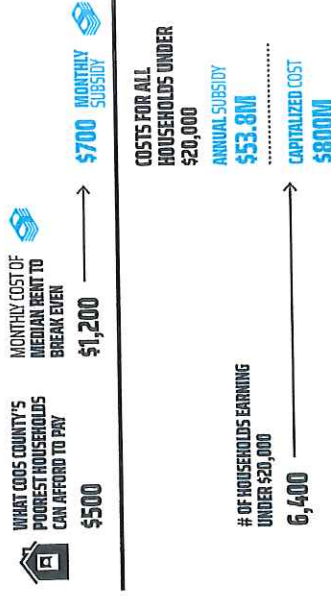 WHAT COOS COUNTY'S
POOREST HOUSEHOLDS
CAN AFFORD TO PAY
$500
MONTHLY COST OF
MEDIAN RENT TO
BREAK EVEN
$1,200
$700 MONTHLY
SUBSIDY
# OF HOUSEHOLDS EARNING
UNDER $20,000
6,400
COSTS FOR ALL
HOUSEHOLDS UNDER
$20,000
ANNUAL SUBSIDY
$53.8M
CAPITALIZED COST
$800M